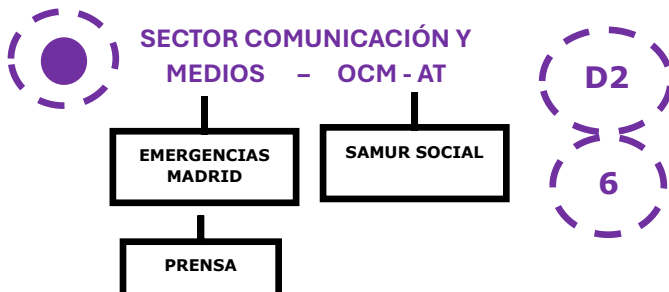 SECTOR COMUNICACIÓN Y
MEDIOS – OCM - AT
D2
EMERGENCIAS
MADRID
SAMUR SOCIAL
6
PRENSA